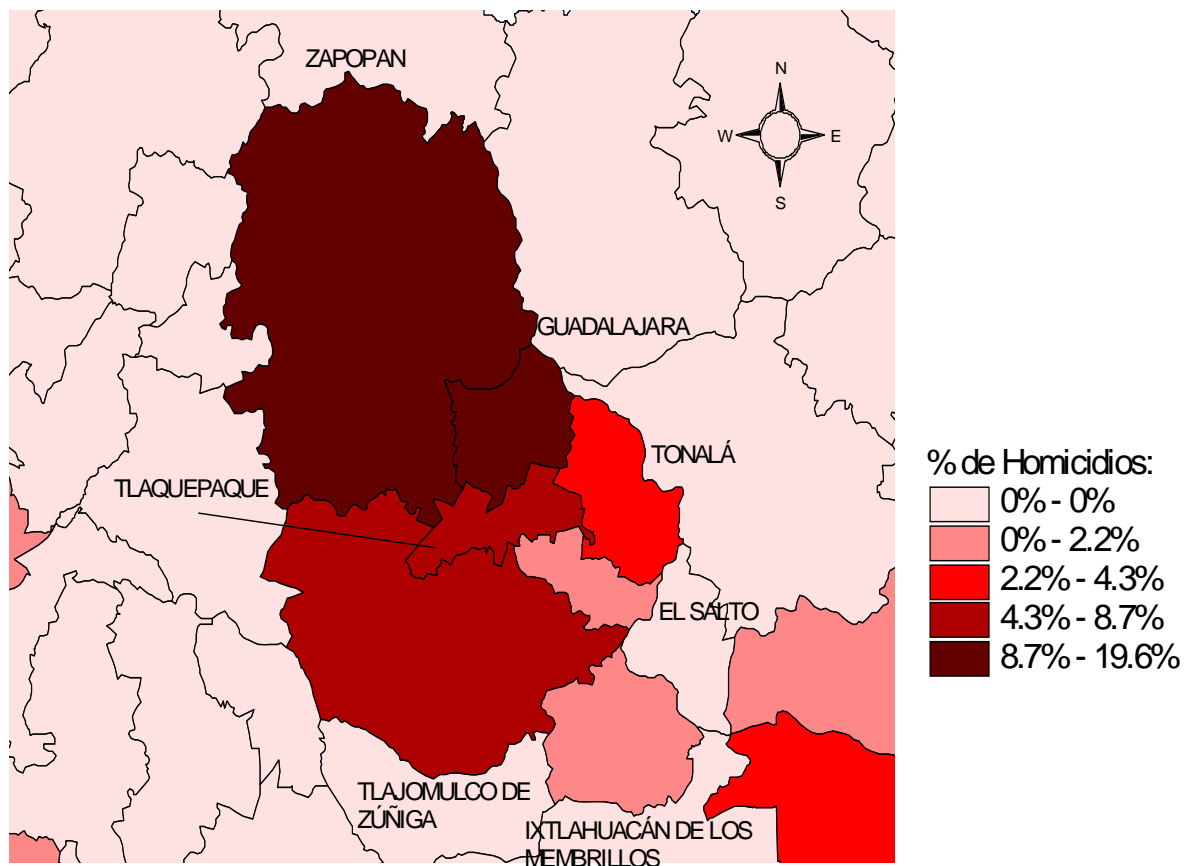 ZAPOPAN
N
W
E
S
GUADALAJARA
TONALÁ
TLAQUEPAQUE
EL SALTO
TLAJOMULCO DE
ZÚÑIGA
IXTLAHUACÁN DE LOS
MEMBRILLOS
% de Homicidios:
0% - 0%
0% - 2.2%
2.2% - 4.3%
4.3% - 8.7%
8.7% - 19.6%